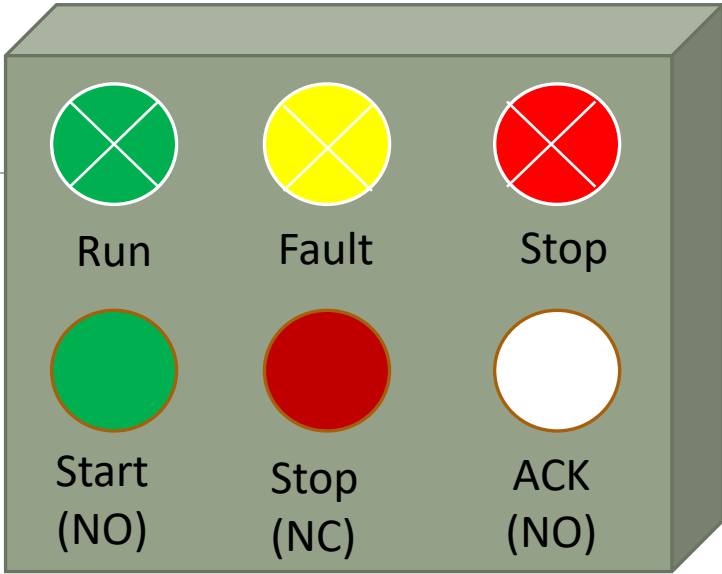 Run
Fault
Stop
Start
(NO)
Stop
(NC)
ACK
(NO)